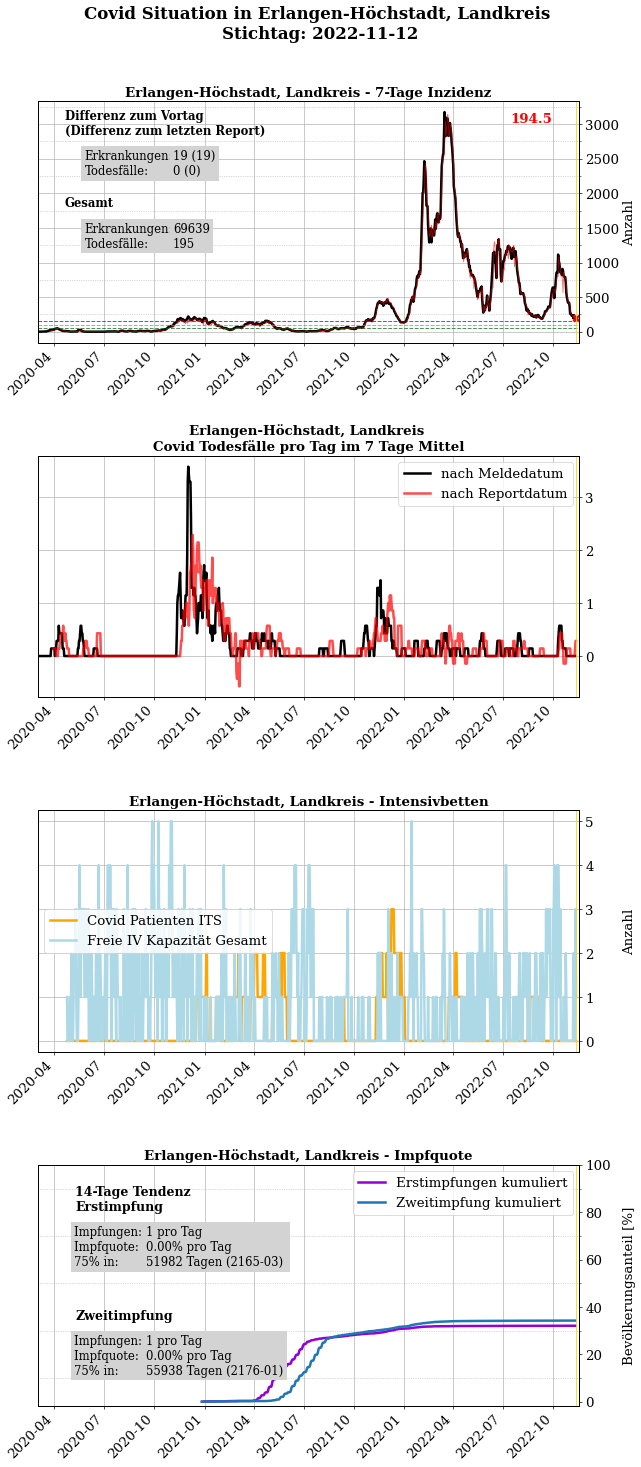 Covid Situation in Erlangen-Höchstadt, Landkreis
Stichtag: 2022-11-12
Erlangen-Höchstadt, Landkreis - 7-Tage Inzidenz
Differenz zum Vortag
(Differenz zum letzten Report)
Erkrankungen 19 (19)
Todesfälle: 0 (0)
Gesamt
Erkrankungen 69639
Todesfälle: 195
194.5
3000
2500
2000
1500
1000
500
0
Anzahl
2020-04 2020-07 2020-10 2021-01 2021-04 2021-07 2021-10 2022-01 2022-04 2022-07 2022-10
Erlangen-Höchstadt, Landkreis
Covid Todesfälle pro Tag im 7 Tage Mittel
nach Meldedatum
nach Reportdatum
3
2
1
0
2020-04 2020-07 2020-10 2021-01 2021-04 2021-07 2021-10 2022-01 2022-04 2022-07 2022-10
Erlangen-Höchstadt, Landkreis - Intensivbetten
Covid Patienten ITS
Freie IV Kapazität Gesamt
5
4
3
2
1
0
Anzahl
2020-04 2020-07 2020-10 2021-01 2021-04 2021-07 2021-10 2022-01 2022-04 2022-07 2022-10
Erlangen-Höchstadt, Landkreis - Impfquote
14-Tage Tendenz
Erstimpfung
Impfungen: 1 pro Tag
Impfquote: 0.00% pro Tag
75% in: 51982 Tagen (2165-03)
Zweitimpfung
Impfungen: 1 pro Tag
Impfquote: 0.00% pro Tag
75% in: 55938 Tagen (2176-01)
Erstimpfungen kumuliert
Zweitimpfung kumuliert
100
80
60
40
20
0
Bevölkerungsanteil [%]
2020-04 2020-07 2020-10 2021-01 2021-04 2021-07 2021-10 2022-01 2022-04 2022-07 2022-10